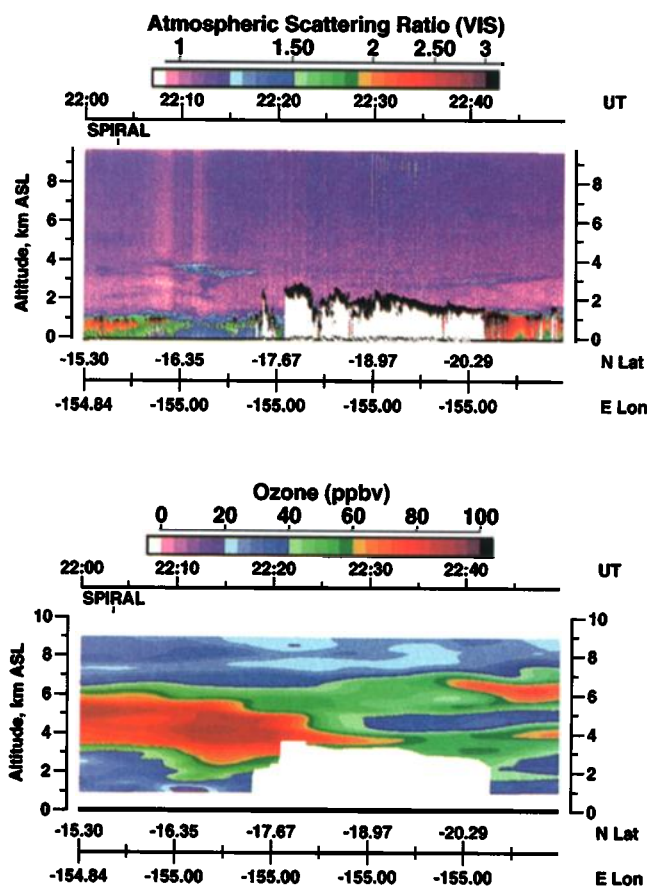 Atmospheric Scattering Ratio (VIS)
1 1.50 2 2.50 3
22:00 22:10 22:20 22:30 22:40 UT
SPIRAL
Altitude, km ASL
8 8
6 6
4 4
2 2
0 0
-15.30 -16.35 -17.67 -18.97 -20.29 N Lat
-154.84 -155.00 -155.00 -155.00 -155.00 E Lon
Ozone (ppbv)
0 20 40 60 80 100
22:00 22:10 22:20 22:30 22:40 UT
SPIRAL
Altitude, km ASL
10 10
8 8
6 6
4 4
2 2
0 0
-15.30 -16.35 -17.67 -18.97 -20.29 N Lat
-154.84 -155.00 -155.00 -155.00 -155.00 E Lon